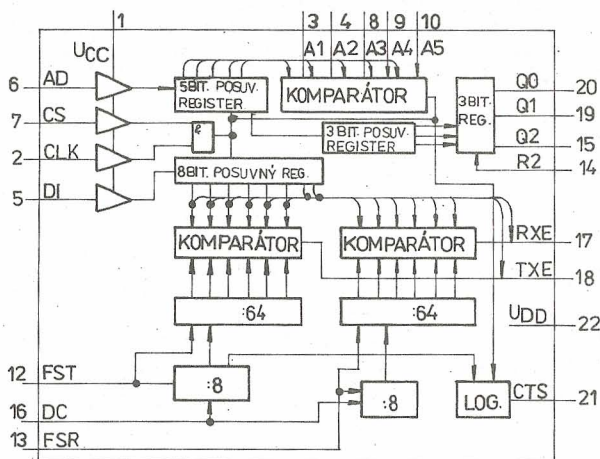 1 3 4 8 9 10
UCC A1 A2 A3 A4 A5
6 AD
5BIT. POSUV.
REGISTER
KOMPARÁTOR
3BIT.
REG.
Q0 20
Q1 19
7 CS
&
3BIT. POSUV.
REGISTER
Q2 15
2 CLK
R2 14
5 DI
8BIT. POSUVNÝ REG.
KOMPARÁTOR
KOMPARÁTOR
RXE 17
TXE 18
:64
:64
UDD 22
12 FST
:8
:8
LOG.
CTS 21
16 DC
13 FSR